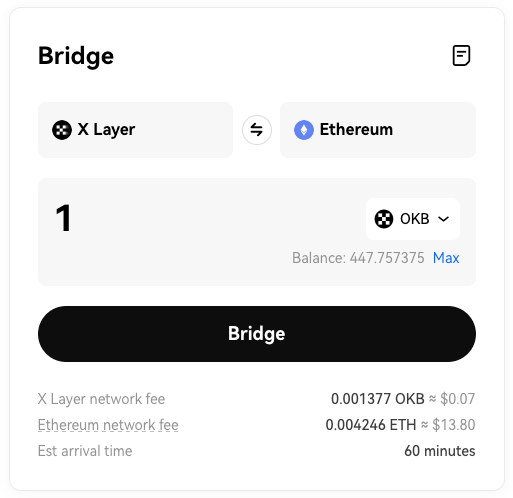 Bridge
X Layer
Ethereum
1
OKB
Balance: 447.757375 Max
Bridge
X Layer network fee 0.001377 OKB ≈ $0.07
Ethereum network fee 0.004246 ETH ≈ $13.80
Est arrival time 60 minutes